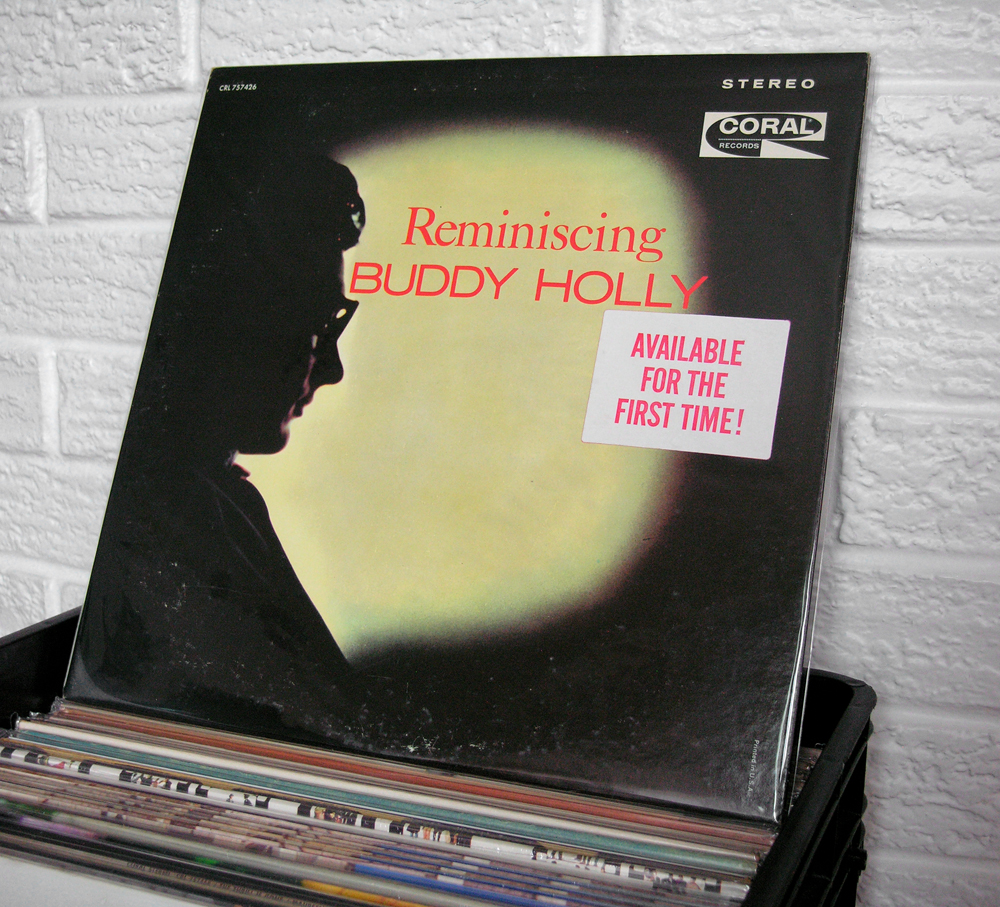 CRL 757426
STEREO
CORAL
RECORDS
Reminiscing
BUDDY HOLLY
AVAILABLE
FOR THE
FIRST TIME!
Printed in U.S.A.